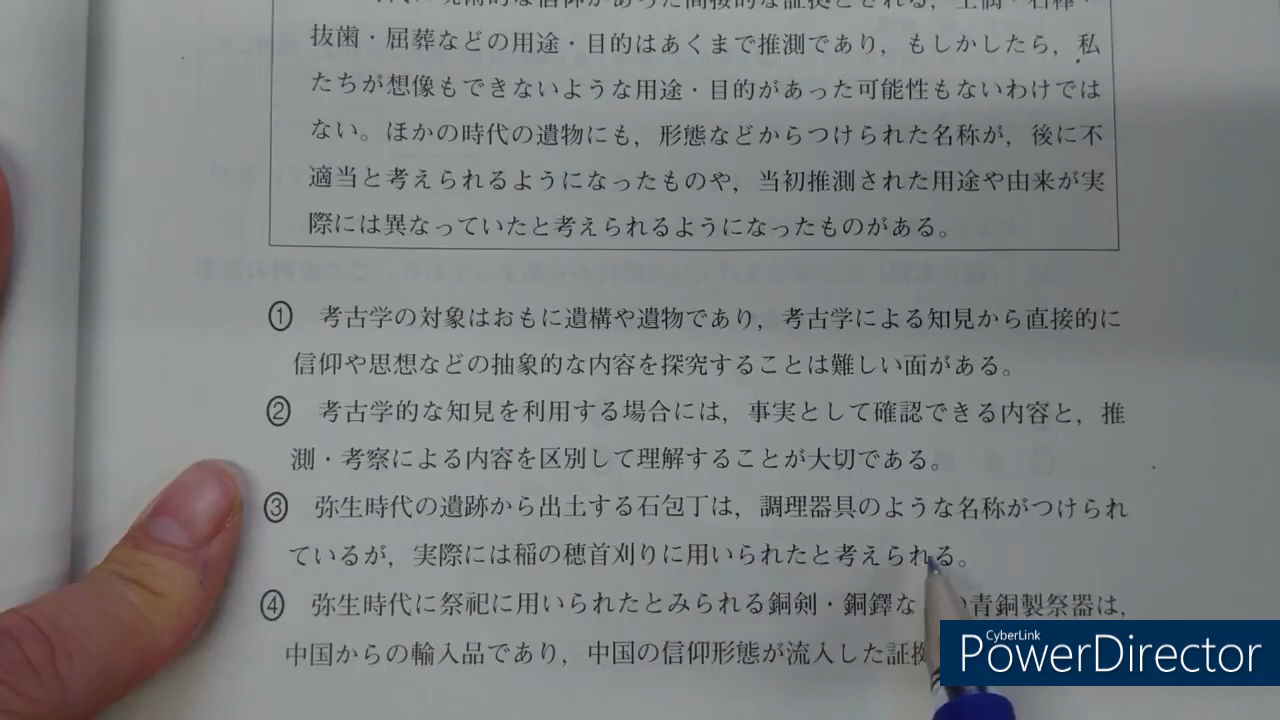 抜歯・屈葬などの用途・目的はあくまで推測であり，もしかしたら，私
たちが想像もできないような用途・目的があった可能性もないわけでは
ない。ほかの時代の遺物にも，形態などからつけられた名称が，後に不
適当と考えられるようになったものや，当初推測された用途や由来が実
際には異なっていたと考えられるようになったものがある。
① 考古学の対象はおもに遺構や遺物であり，考古学による知見から直接的に
信仰や思想などの抽象的な内容を探究することは難しい面がある。
② 考古学的な知見を利用する場合には，事実として確認できる内容と，推
測・考察による内容を区別して理解することが大切である。
③ 弥生時代の遺跡から出土する石包丁は，調理器具のような名称がつけられ
ているが，実際には稲の穂首刈りに用いられたと考えられる。
④ 弥生時代に祭祀に用いられたとみられる銅剣・銅鐸な の青銅製祭器は，
中国からの輸入品であり，中国の信仰形態が流入した証
CyberLink
PowerDirector